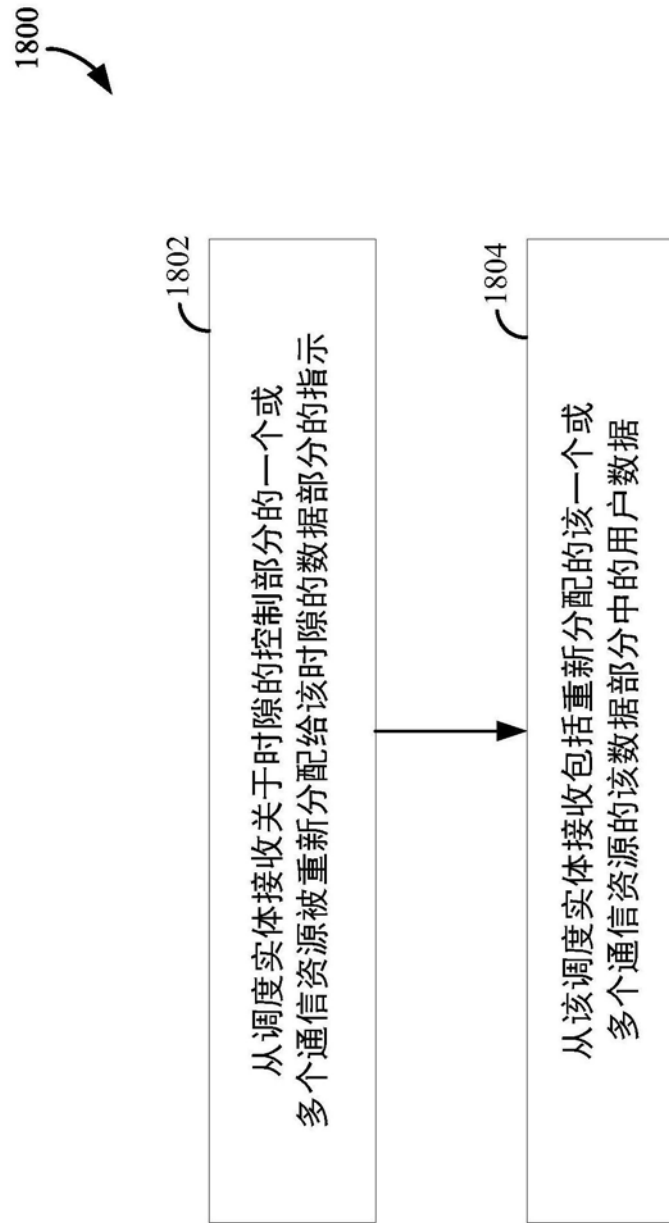 1800
1802
从调度实体接收关于时隙的控制部分的一个或
多个通信资源被重新分配给该时隙的数据部分的指示
1804
从该调度实体接收包括重新分配的该一个或
多个通信资源的该数据部分中的用户数据